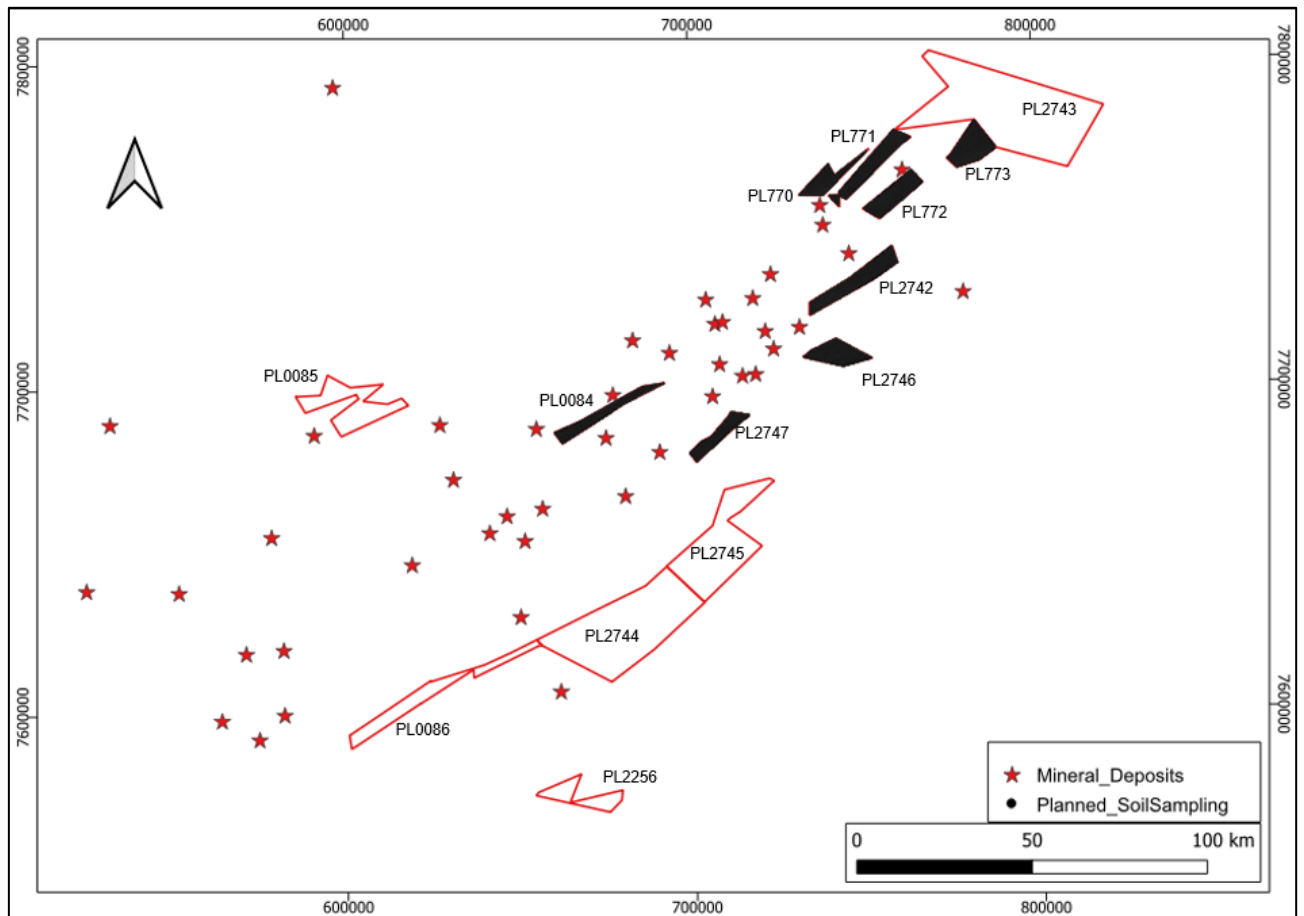 600000
700000
800000
7800000
7800000
PL2743
PL771
PL773
PL770
PL772
PL2742
PL0085
PL2746
7700000
7700000
PL0084
PL2747
PL2745
PL2744
7600000
7600000
PL0086
PL2256
Mineral_Deposits
Planned_SoilSampling
0 50 100 km
600000
700000
800000